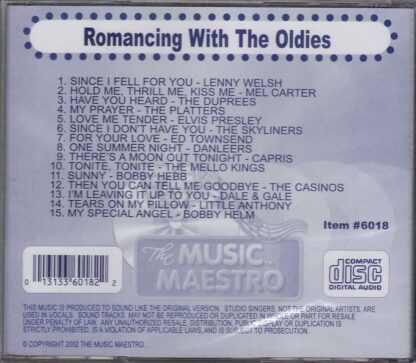 Romancing With The Oldies
1. SINCE I FELL FOR YOU - LENNY WELSH
2. HOLD ME, THRILL ME, KISS ME - MEL CARTER
3. HAVE YOU HEARD - THE DUPREES
4. MY PRAYER - THE PLATTERS
5. LOVE ME TENDER - ELVIS PRESLEY
6. SINCE I DON'T HAVE YOU - THE SKYLINERS
7. FOR YOUR LOVE - ED TOWNSEND
8. ONE SUMMER NIGHT - DANLEERS
9. THERE'S A MOON OUT TONIGHT - CAPRIS
10. TONITE, TONITE - THE MELLO KINGS
11. SUNNY - BOBBY HEBB
12. THEN YOU CAN TELL ME GOODBYE - THE CASINOS
13. I'M LEAVING IT UP TO YOU - DALE & GALE
14. TEARS ON MY PILLOW - LITTLE ANTHONY
15. MY SPECIAL ANGEL - BOBBY HELM
Item #6018
The MUSIC MAESTRO
COMPACT
disc
DIGITAL AUDIO
0 13133 60182 2
THIS MUSIC IS PRODUCED TO SOUND LIKE THE ORIGINAL VERSION. STUDIO SINGERS, NOT THE ORIGINAL ARTISTS, ARE
USED IN VOCALS. SOUND TRACKS MAY NOT BE REPRODUCED OR DUPLICATED IN WHOLE OR PART FOR RESALE
UNDER PENALTY OF LAW. ANY UNAUTHORIZED RESALE, DISTRIBUTION, PUBLIC DISPLAY OR DUPLICATION IS
STRICTLY PROHIBITED, IS A VIOLATION OF APPLICABLE LAWS, AND IS SUBJECT TO PROSECUTION.
© COPYRIGHT 2002 THE MUSIC MAESTRO.